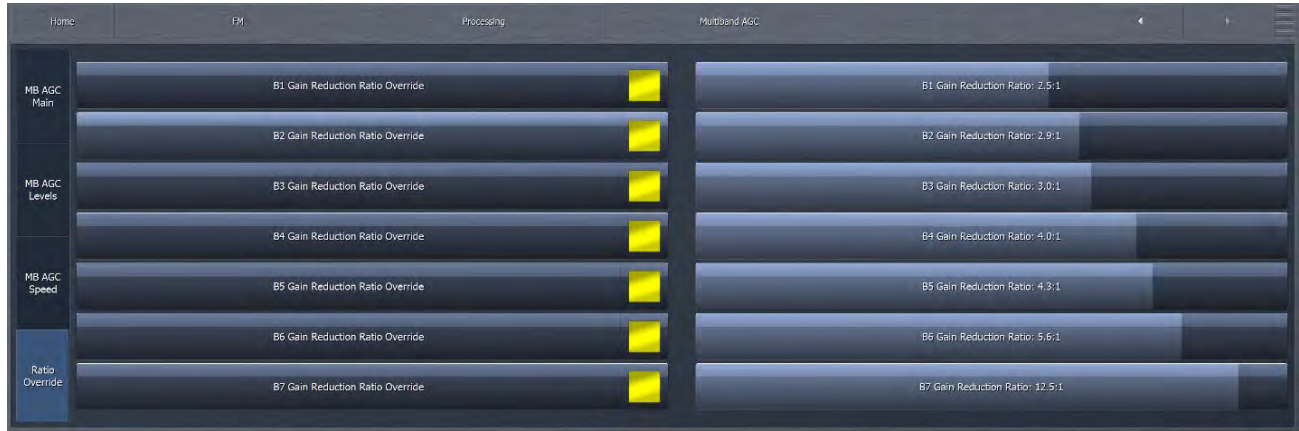 Home FM Processing Multiband AGC
MB AGC
Main
MB AGC
Levels
MB AGC
Speed
Ratio
Override
B1 Gain Reduction Ratio Override B1 Gain Reduction Ratio: 2.5:1
B2 Gain Reduction Ratio Override B2 Gain Reduction Ratio: 2.9:1
B3 Gain Reduction Ratio Override B3 Gain Reduction Ratio: 3.0:1
B4 Gain Reduction Ratio Override B4 Gain Reduction Ratio: 4.0:1
B5 Gain Reduction Ratio Override B5 Gain Reduction Ratio: 4.3:1
B6 Gain Reduction Ratio Override B6 Gain Reduction Ratio: 5.6:1
B7 Gain Reduction Ratio Override B7 Gain Reduction Ratio: 12.5:1